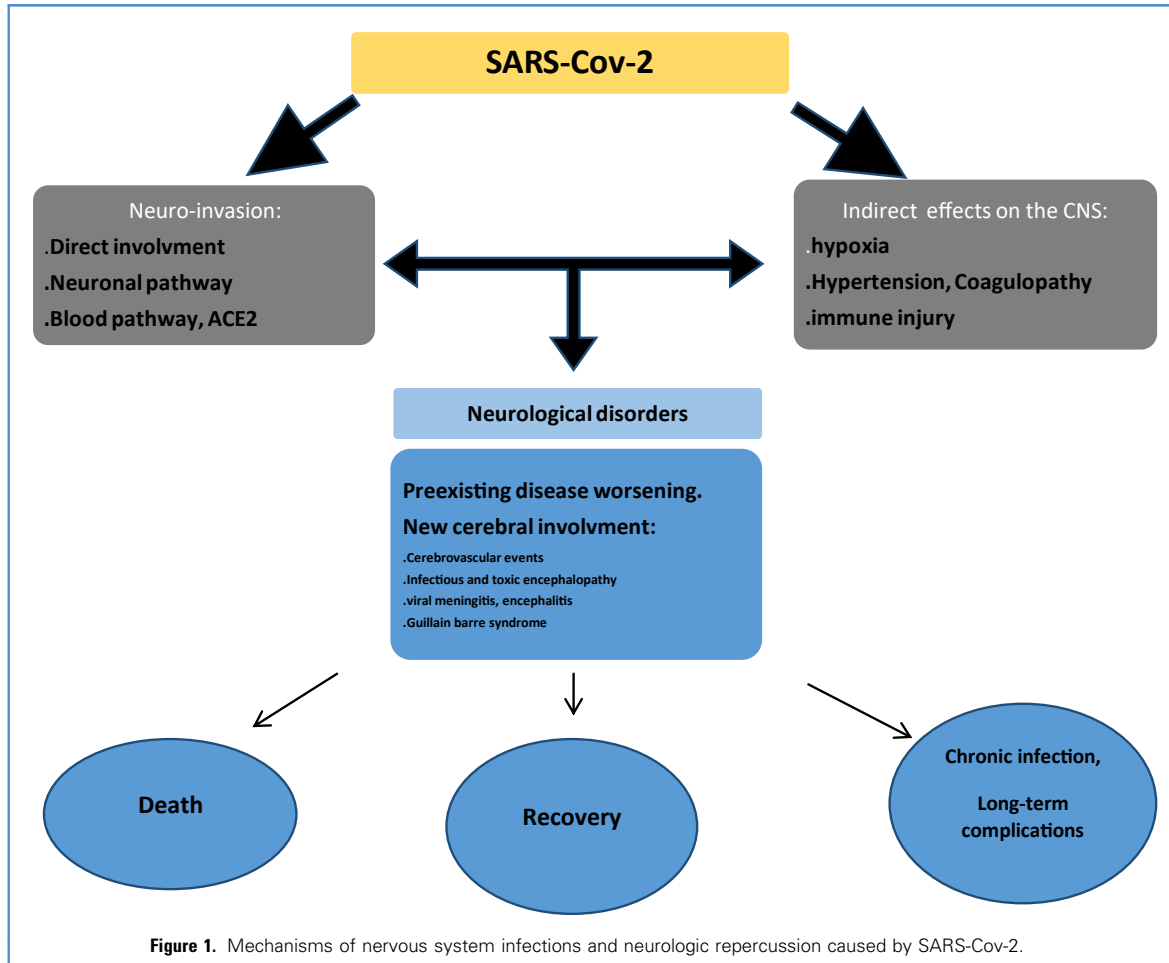 SARS-Cov-2
Neuro-invasion:
.Direct involvment
.Neuronal pathway
.Blood pathway, ACE2
Indirect effects on the CNS:
.hypoxia
.Hypertension, Coagulopathy
.immune injury
Neurological disorders
Preexisting disease worsening.
New cerebral involvment:
.Cerebrovascular events
.Infectious and toxic encephalopathy
.viral meningitis, encephalitis
.Guillain barre syndrome
Death
Recovery
Chronic infection,
Long-term
complications
Figure 1. Mechanisms of nervous system infections and neurologic repercussion caused by SARS-Cov-2.